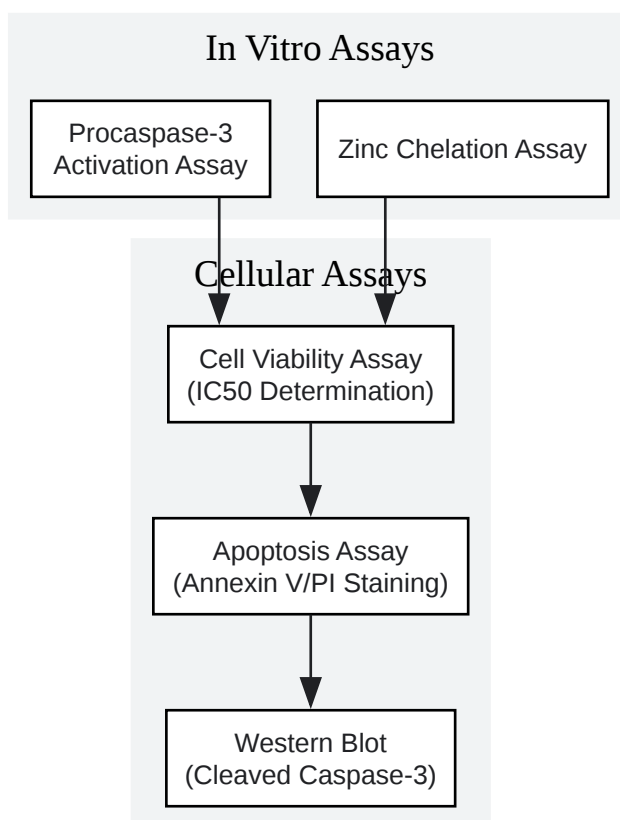 In Vitro Assays
Procaspase-3
Activation Assay
Zinc Chelation Assay
Cellular Assays
Cell Viability Assay
(IC50 Determination)
Apoptosis Assay
(Annexin V/PI Staining)
Western Blot
(Cleaved Caspase-3)